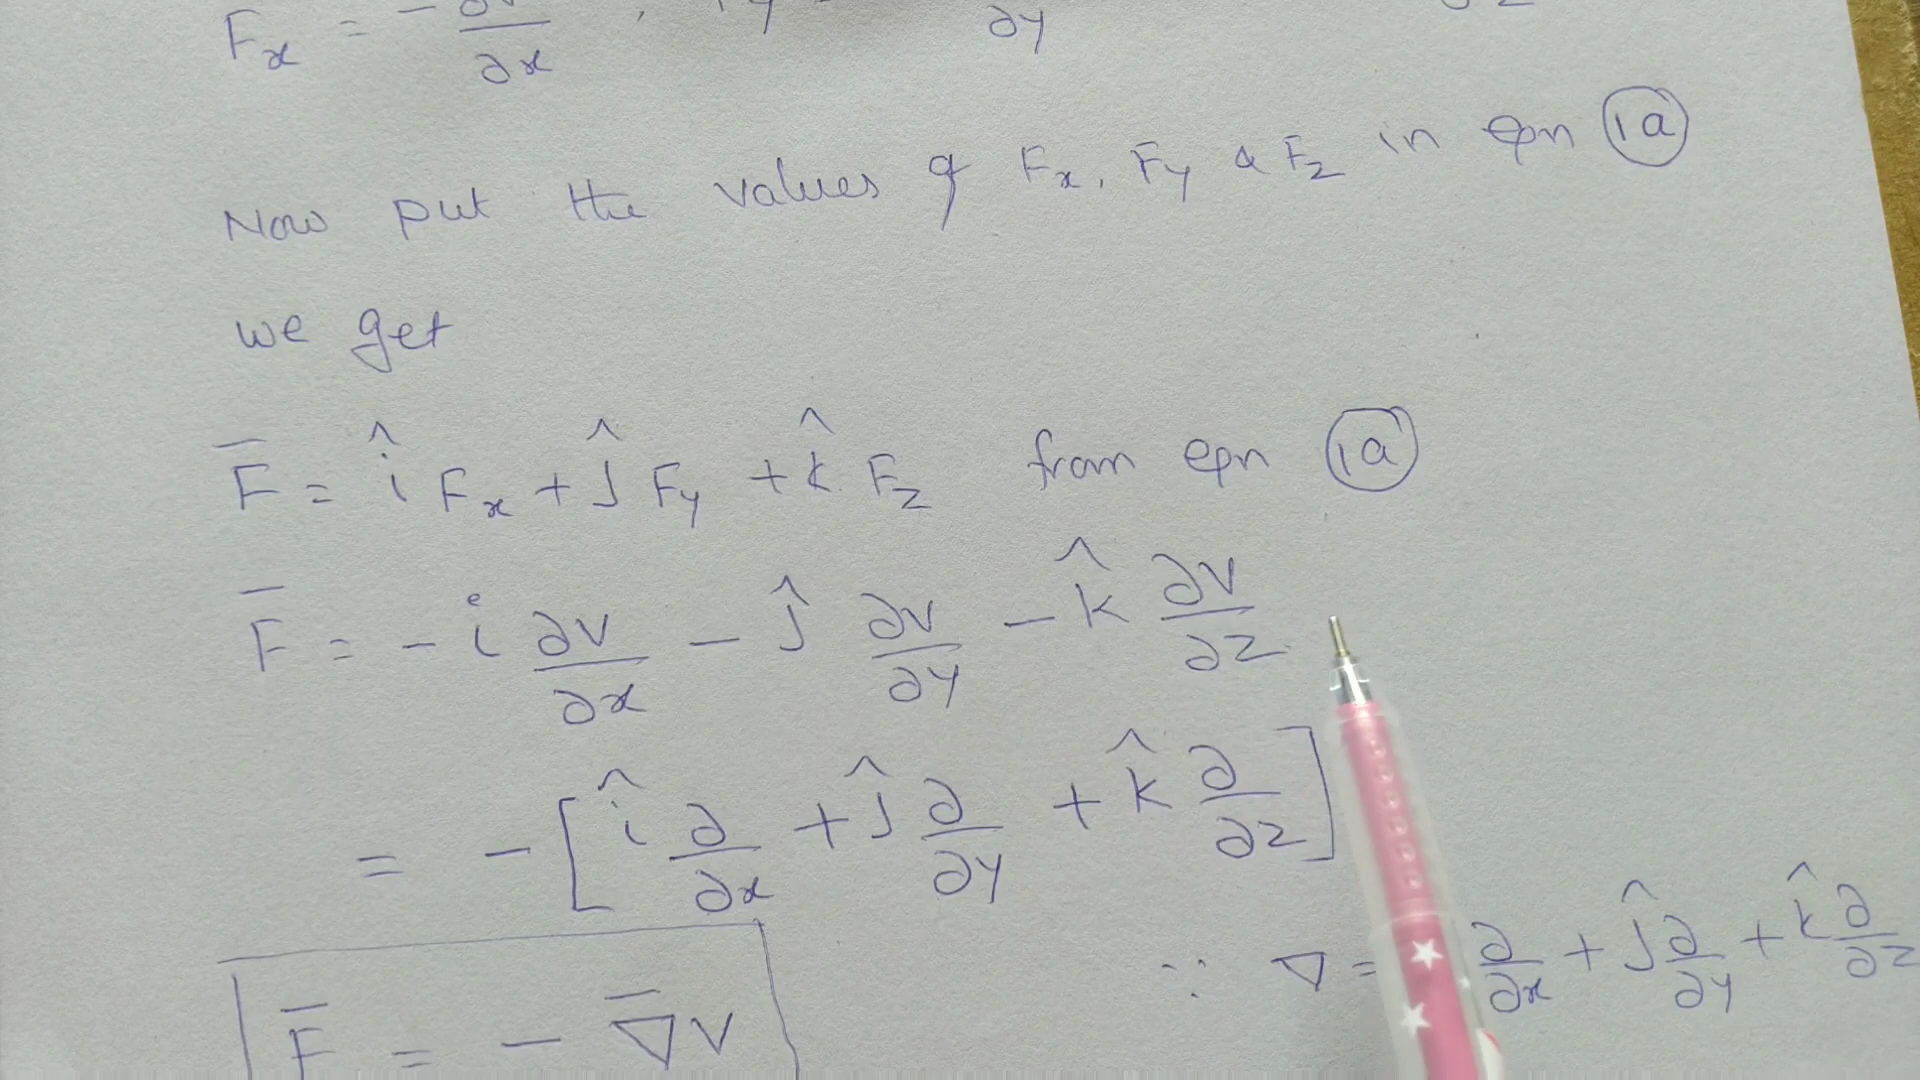 Fx = -∂V/∂x , Fy ∂y z
Now put the values of Fx, Fy & Fz in eqn (1a)
we get
F̅ = î Fx + ĵ Fy + k̂ Fz from eqn (1a)
F̅ = - i ∂V/∂x - ĵ ∂V/∂y - k̂ ∂V/∂z
= - [ î ∂/∂x + ĵ ∂/∂y + k̂ ∂/∂z ]
∵ ∇ = ∂/∂x + ĵ ∂/∂y + k̂ ∂/∂z
F̅ = - ∇̅V